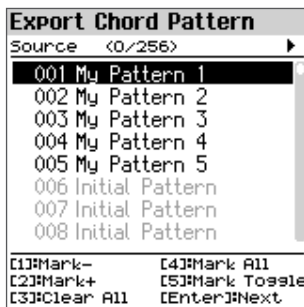 Export Chord Pattern
Source (0/256)
001 My Pattern 1
002 My Pattern 2
003 My Pattern 3
004 My Pattern 4
005 My Pattern 5
006 Initial Pattern
007 Initial Pattern
008 Initial Pattern
[1]:Mark- [4]:Mark All
[2]:Mark+ [5]:Mark Toggle
[3]:Clear All [Enter]:Next